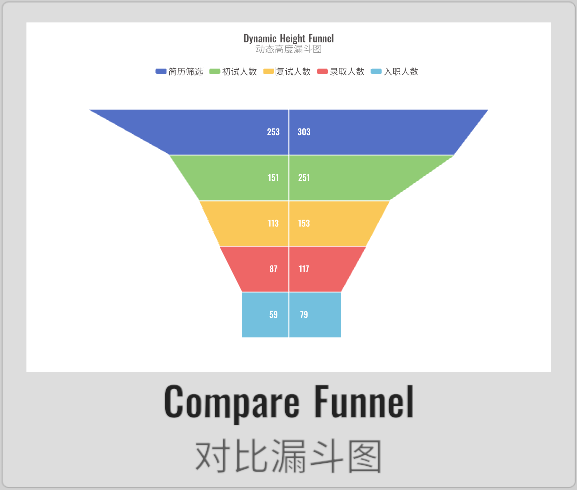 Dynamic Height Funnel
动态高度漏斗图
简历筛选 初试人数 复试人数 录取人数 入职人数
253 303
151 251
113 153
87 117
59 79
Compare Funnel
对比漏斗图